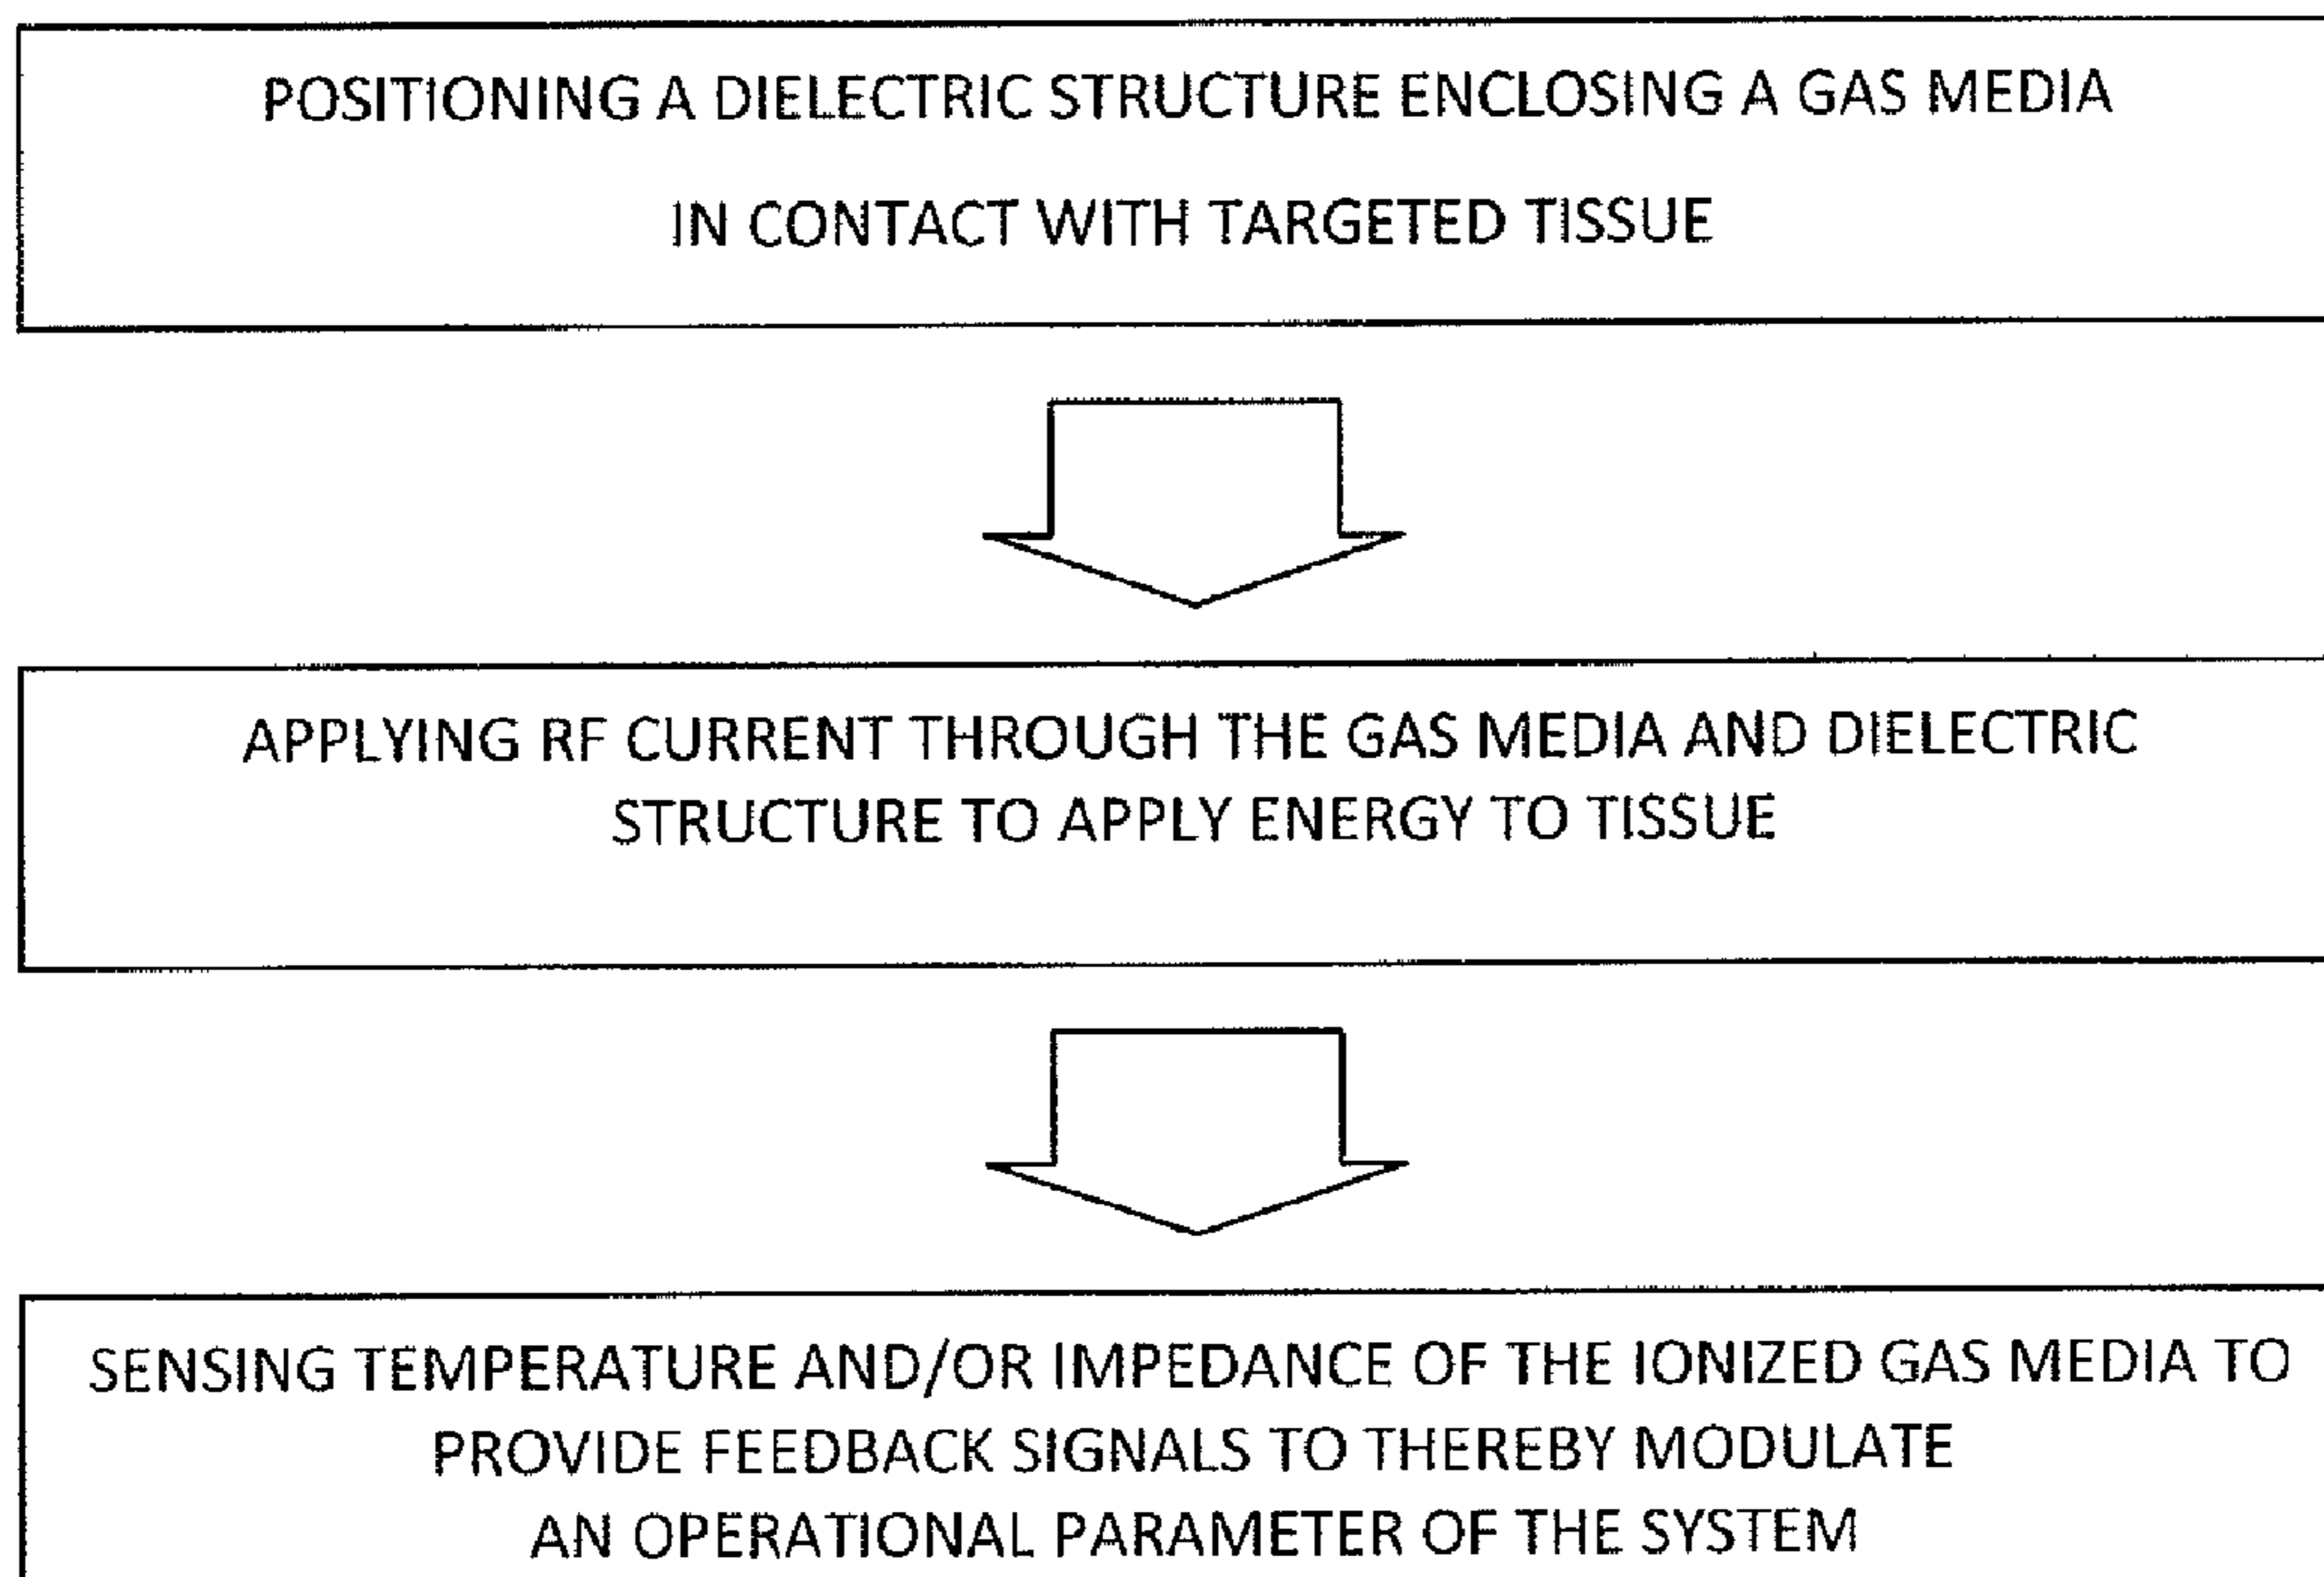 POSITIONING A DIELECTRIC STRUCTURE ENCLOSING A GAS MEDIA
IN CONTACT WITH TARGETED TISSUE
APPLYING RF CURRENT THROUGH THE GAS MEDIA AND DIELECTRIC
STRUCTURE TO APPLY ENERGY TO TISSUE
SENSING TEMPERATURE AND/OR IMPEDANCE OF THE IONIZED GAS MEDIA TO
PROVIDE FEEDBACK SIGNALS TO THEREBY MODULATE
AN OPERATIONAL PARAMETER OF THE SYSTEM